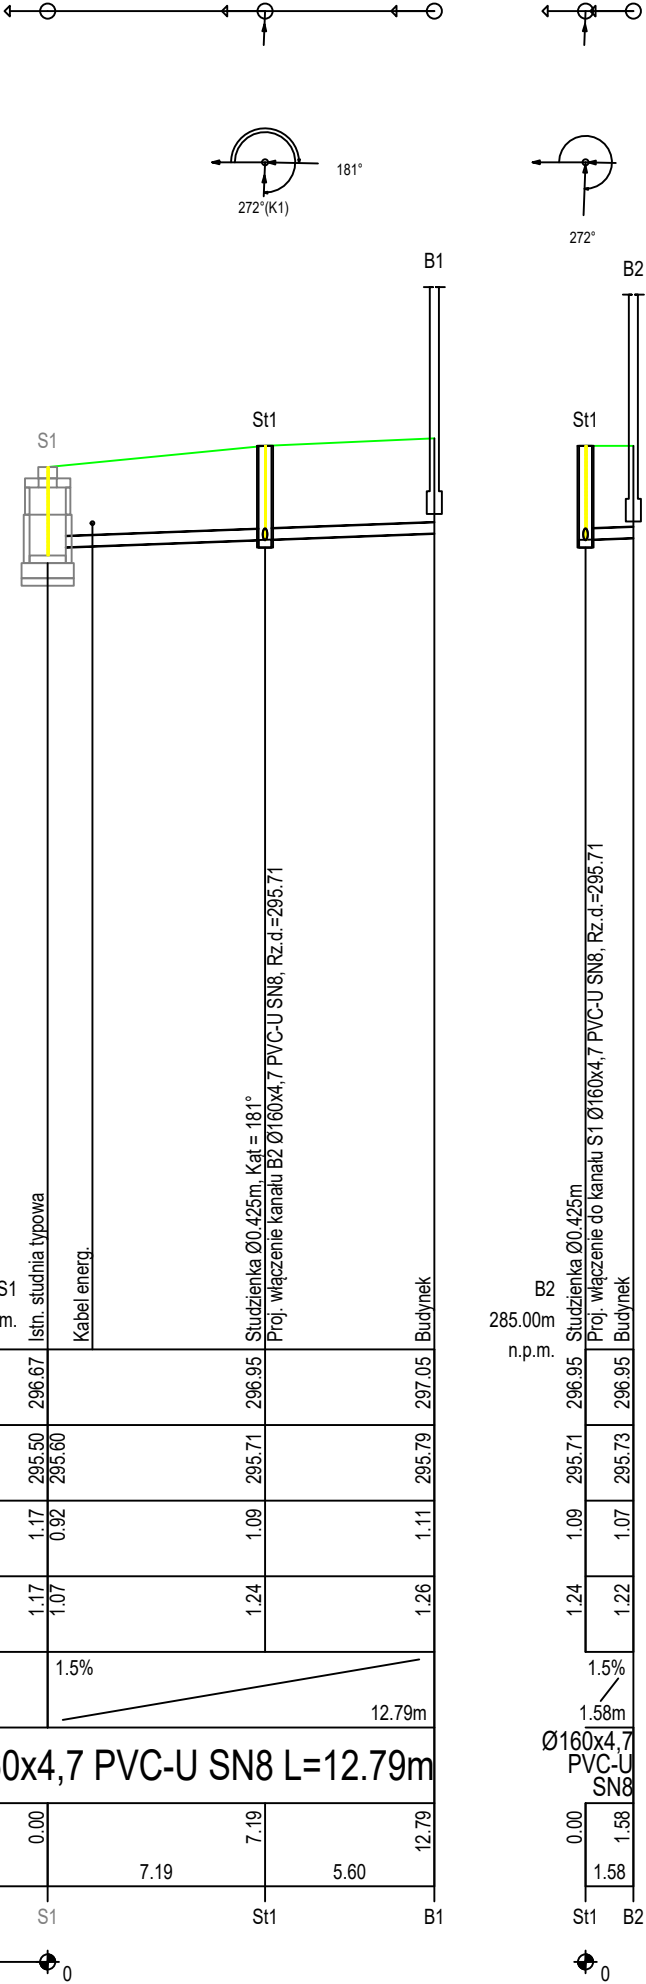 181°
272°(K1)
272°
B1
B2
S1
St1
St1
S1
m.
Istn. studnia typowa
Kabel energ.
Studzienka Ø0.425m, Kąt = 181°
Proj. włączenie kanału B2 Ø160x4,7 PVC-U SN8, Rz.d.=295.71
Budynek
B2
285.00m
n.p.m.
Studzienka Ø0.425m
Proj. włączenie do kanału S1 Ø160x4,7 PVC-U SN8, Rz.d.=295.71
Budynek
296.67
296.95
297.05
296.95
296.95
295.50
295.60
295.71
295.79
295.71
295.73
1.17
0.92
1.09
1.11
1.09
1.07
1.17
1.07
1.24
1.26
1.24
1.22
1.5%
12.79m
1.5%
1.58m
0x4,7 PVC-U SN8 L=12.79m
Ø160x4,7
PVC-U
SN8
0.00
7.19
12.79
0.00
1.58
7.19
5.60
1.58
S1
St1
B1
St1
B2
0
0